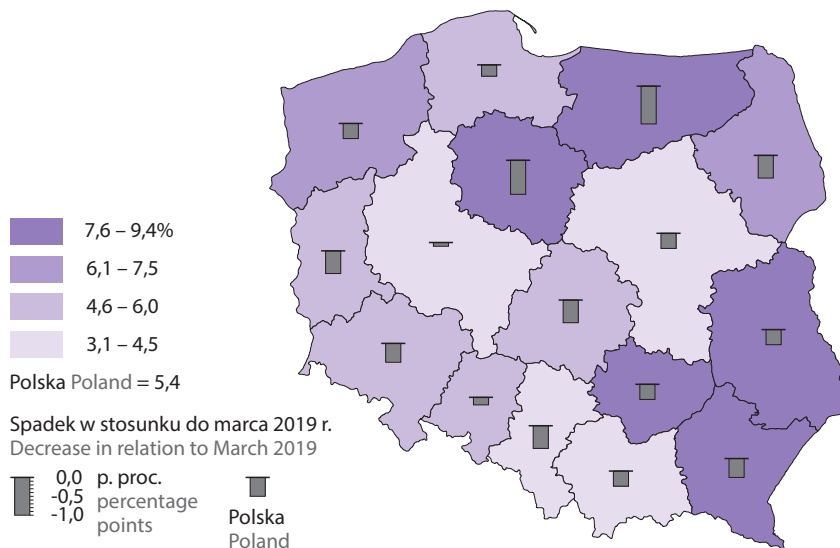 7,6 – 9,4%
6,1 – 7,5
4,6 – 6,0
3,1 – 4,5
Polska Poland = 5,4
Spadek w stosunku do marca 2019 r.
Decrease in relation to March 2019
0,0 p. proc.
-0,5 percentage
-1,0 points
Polska
Poland